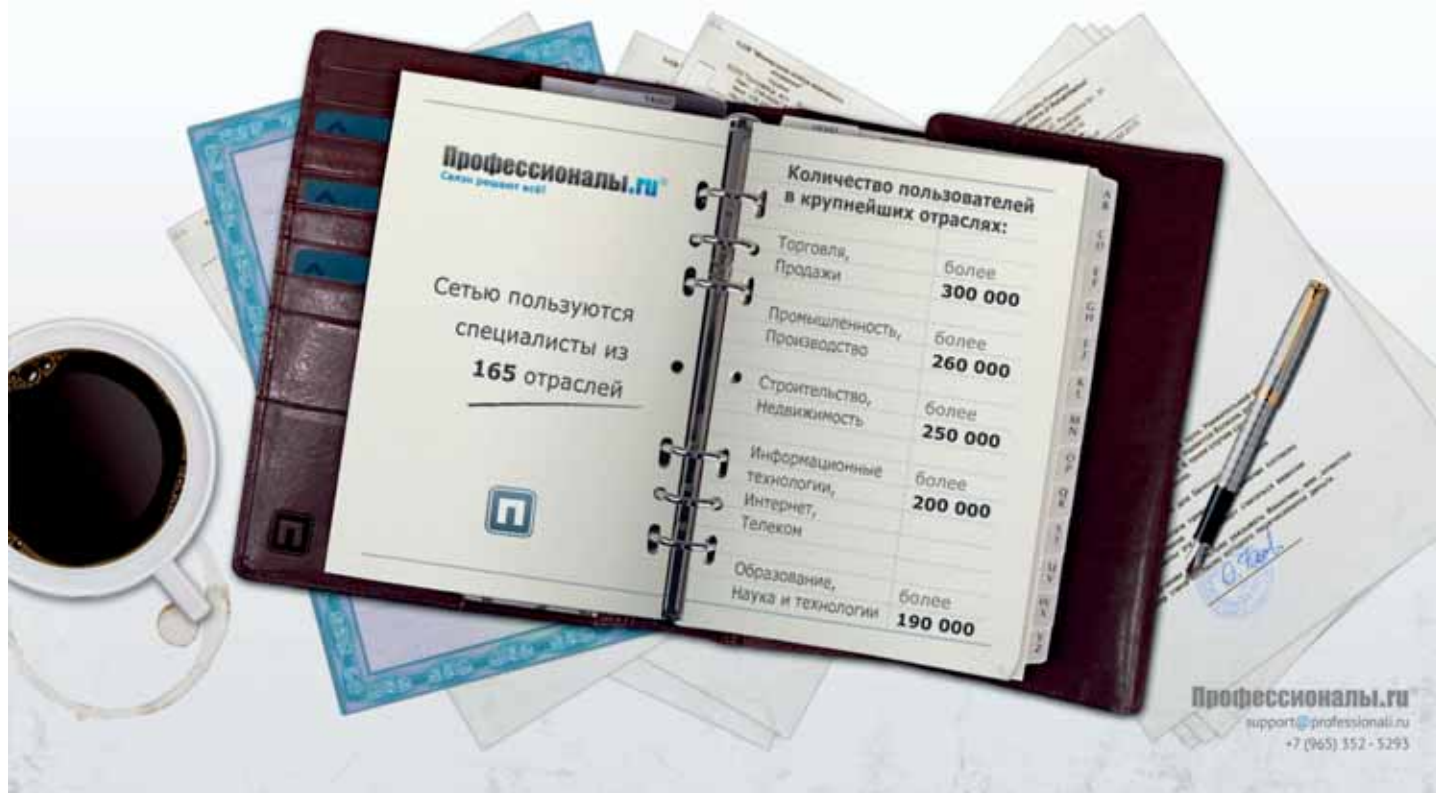 Профессионалы.ru
Связи решают всё!
Сетью пользуются
специалисты из
165 отраслей
Количество пользователей
в крупнейших отраслях:
Торговля,
Продажи
более
300 000
Промышленность,
Производство
более
260 000
Строительство,
Недвижимость
более
250 000
Информационные
технологии,
Интернет,
Телеком
более
200 000
Образование,
Наука и технологии
более
190 000
A
B
C
D
E
F
G
H
I
J
K
L
M
N
O
P
Q
R
S
T
U
V
W
X
Y
Z
Профессионалы.ru
support@professionali.ru
+7 (965) 352 - 5293